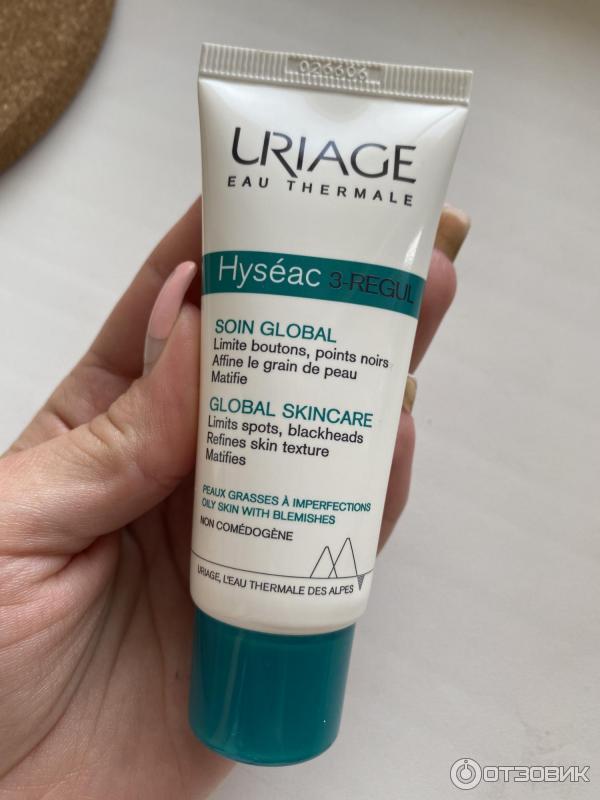 026606
URIAGE
EAU THERMALE
Hyséac 3-REGUL
SOIN GLOBAL
Limite boutons, points noirs
Affine le grain de peau
Matifie
GLOBAL SKINCARE
Limits spots, blackheads
Refines skin texture
Matifies
PEAUX GRASSES À IMPERFECTIONS
OILY SKIN WITH BLEMISHES
NON COMÉDOGÈNE
URIAGE, L'EAU THERMALE DES ALPES
ОТЗОВИК